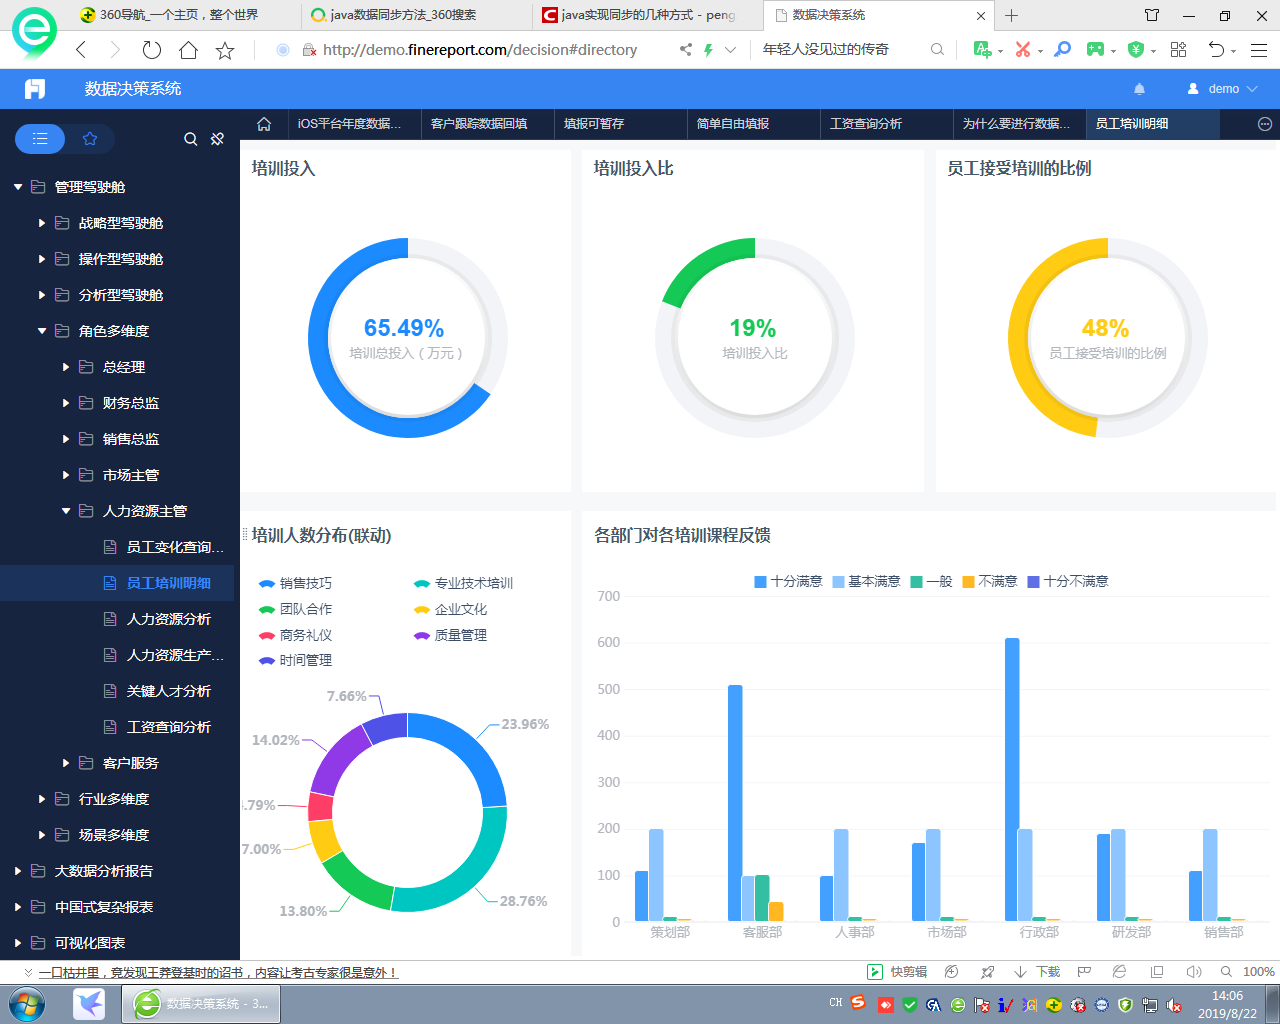 360导航_一个主页，整个世界
java数据同步方法_360搜索
java实现同步的几种方式 - peng
数据决策系统
http://demo.finereport.com/decision#directory
年轻人没见过的传奇
数据决策系统
demo
iOS平台年度数据...
客户跟踪数据回填
填报可暂存
简单自由填报
工资查询分析
为什么要进行数据...
员工培训明细
管理驾驶舱
战略型驾驶舱
操作型驾驶舱
分析型驾驶舱
角色多维度
总经理
财务总监
销售总监
市场主管
人力资源主管
员工变化查询...
员工培训明细
人力资源分析
人力资源生产...
关键人才分析
工资查询分析
客户服务
行业多维度
场景多维度
大数据分析报告
中国式复杂报表
可视化图表
培训投入
65.49%
培训总投入（万元）
培训投入比
19%
培训投入比
员工接受培训的比例
48%
员工接受培训的比例
培训人数分布(联动)
销售技巧
专业技术培训
团队合作
企业文化
商务礼仪
质量管理
时间管理
7.66%
23.96%
14.02%
.79%
7.00%
13.80%
28.76%
各部门对各培训课程反馈
十分满意
基本满意
一般
不满意
十分不满意
700
600
500
400
300
200
100
0
策划部
客服部
人事部
市场部
行政部
研发部
销售部
一口枯井里，竟发现王莽登基时的诏书，内容让考古专家很是意外！
快剪辑
下载
100%
数据决策系统 - 3...
CH
14:06
2019/8/22